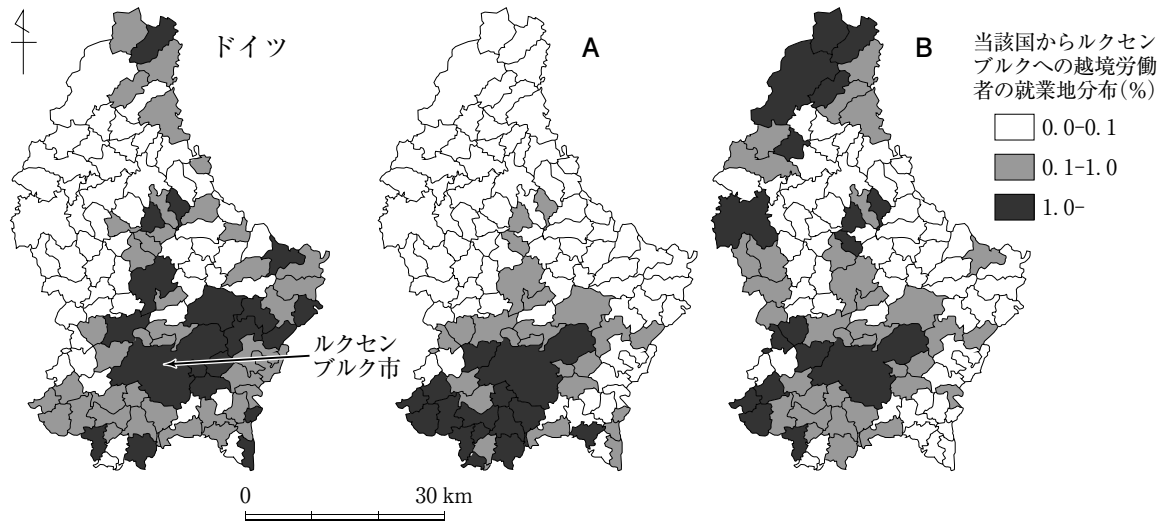 ドイツ
A
B
当該国からルクセン
ブルクへの越境労働
者の就業地分布(%)
0.0-0.1
0.1-1.0
1.0-
ルクセン
ブルク市
0
30 km